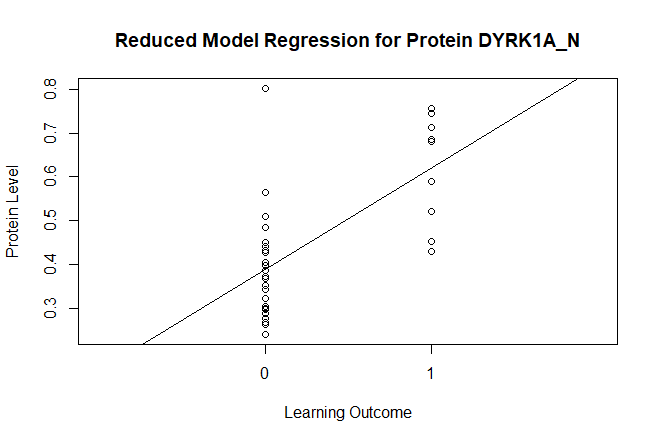 Reduced Model Regression for Protein DYRK1A_N
Protein Level
0.8
0.7
0.6
0.5
0.4
0.3
0 1
Learning Outcome